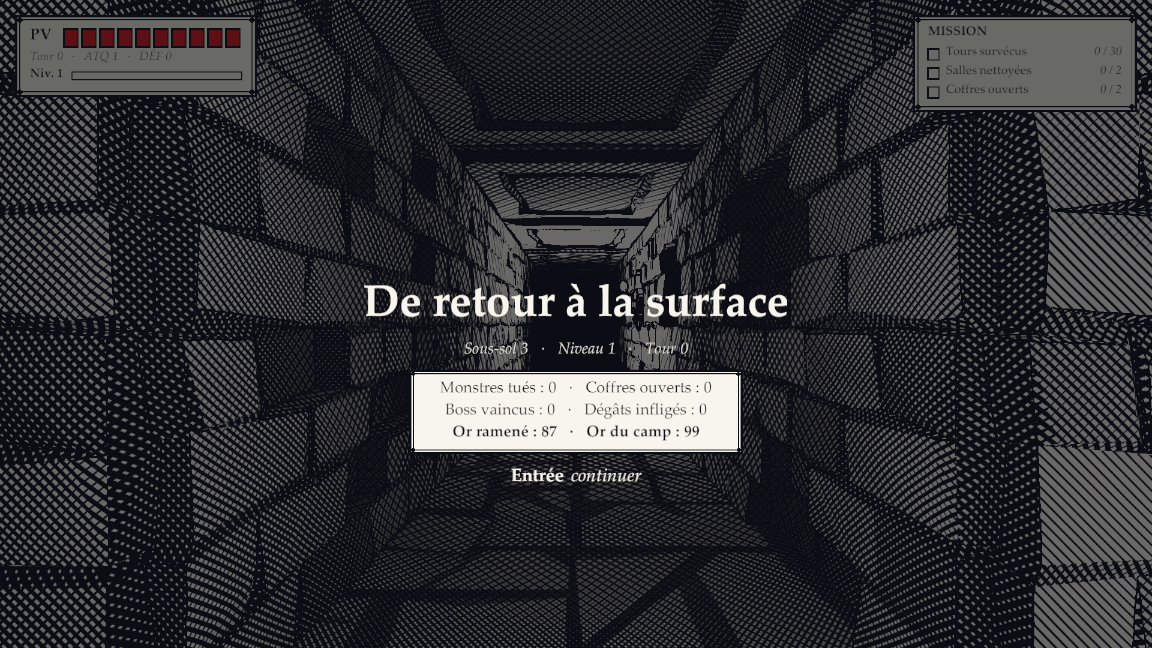 PV
Tour 0 · ATQ 1 · DÉF 0
Niv. 1
MISSION
Tours survécus 0 / 30
Salles nettoyées 0 / 2
Coffres ouverts 0 / 2
De retour à la surface
Sous-sol 3 · Niveau 1 · Tour 0
Monstres tués : 0 · Coffres ouverts : 0
Boss vaincus : 0 · Dégâts infligés : 0
Or ramené : 87 · Or du camp : 99
Entrée continuer